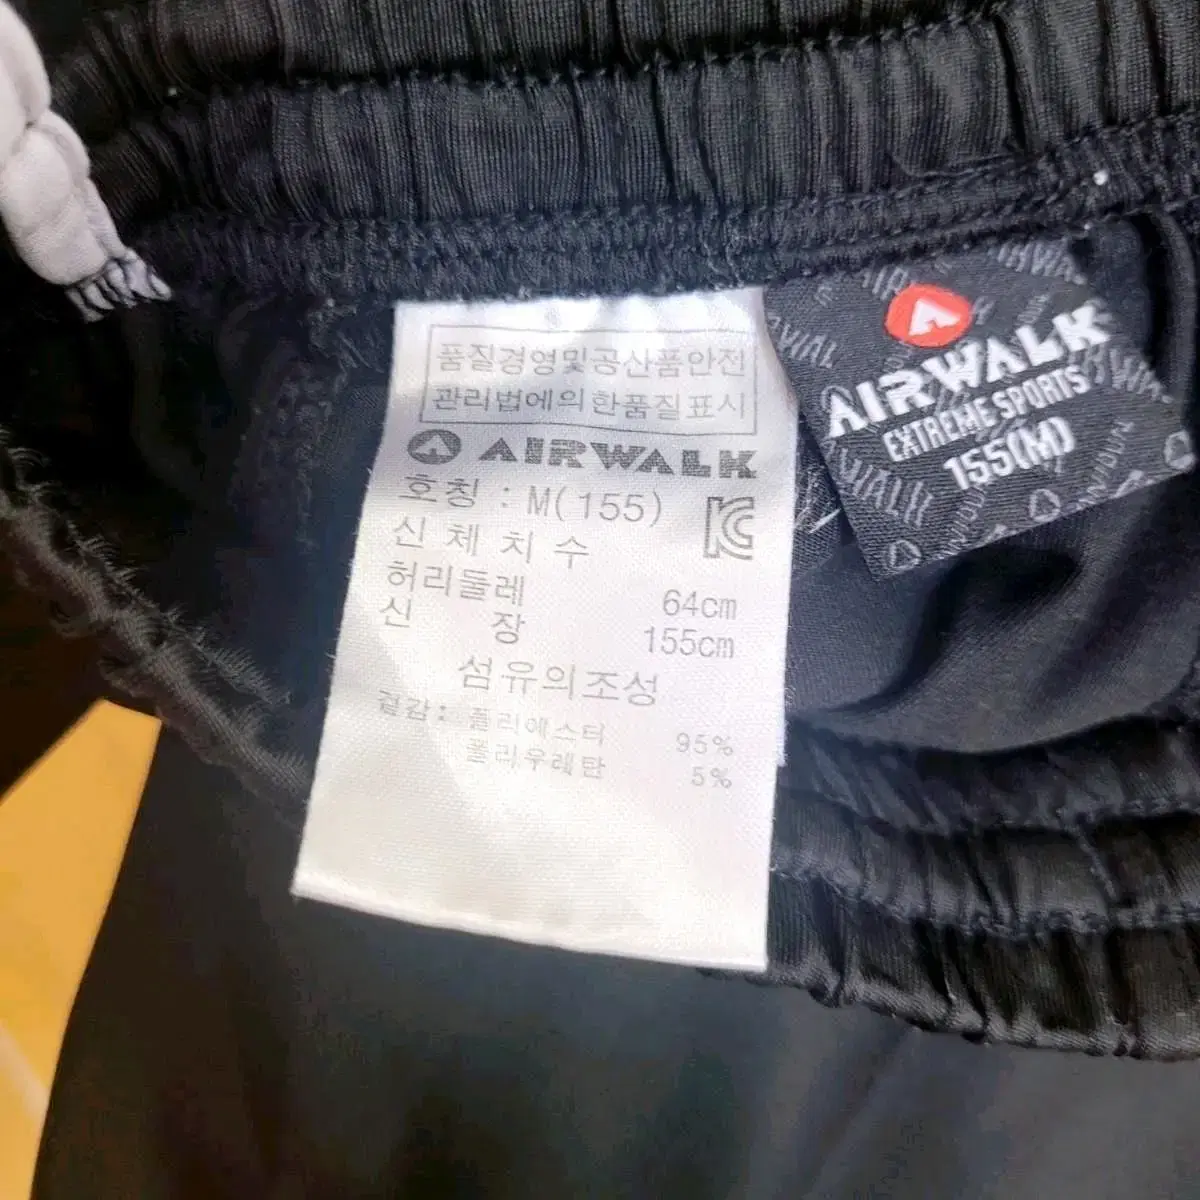 품질경영및공산품안전
관리법에의한품질표시
AIRWALK
호칭 : M(155)
신체치수
허리둘레 64cm
신 장 155cm
섬유의조성
겉감: 폴리에스터 95%
폴리우레탄 5%
AIRWALK
EXTREME SPORTS
155(M)